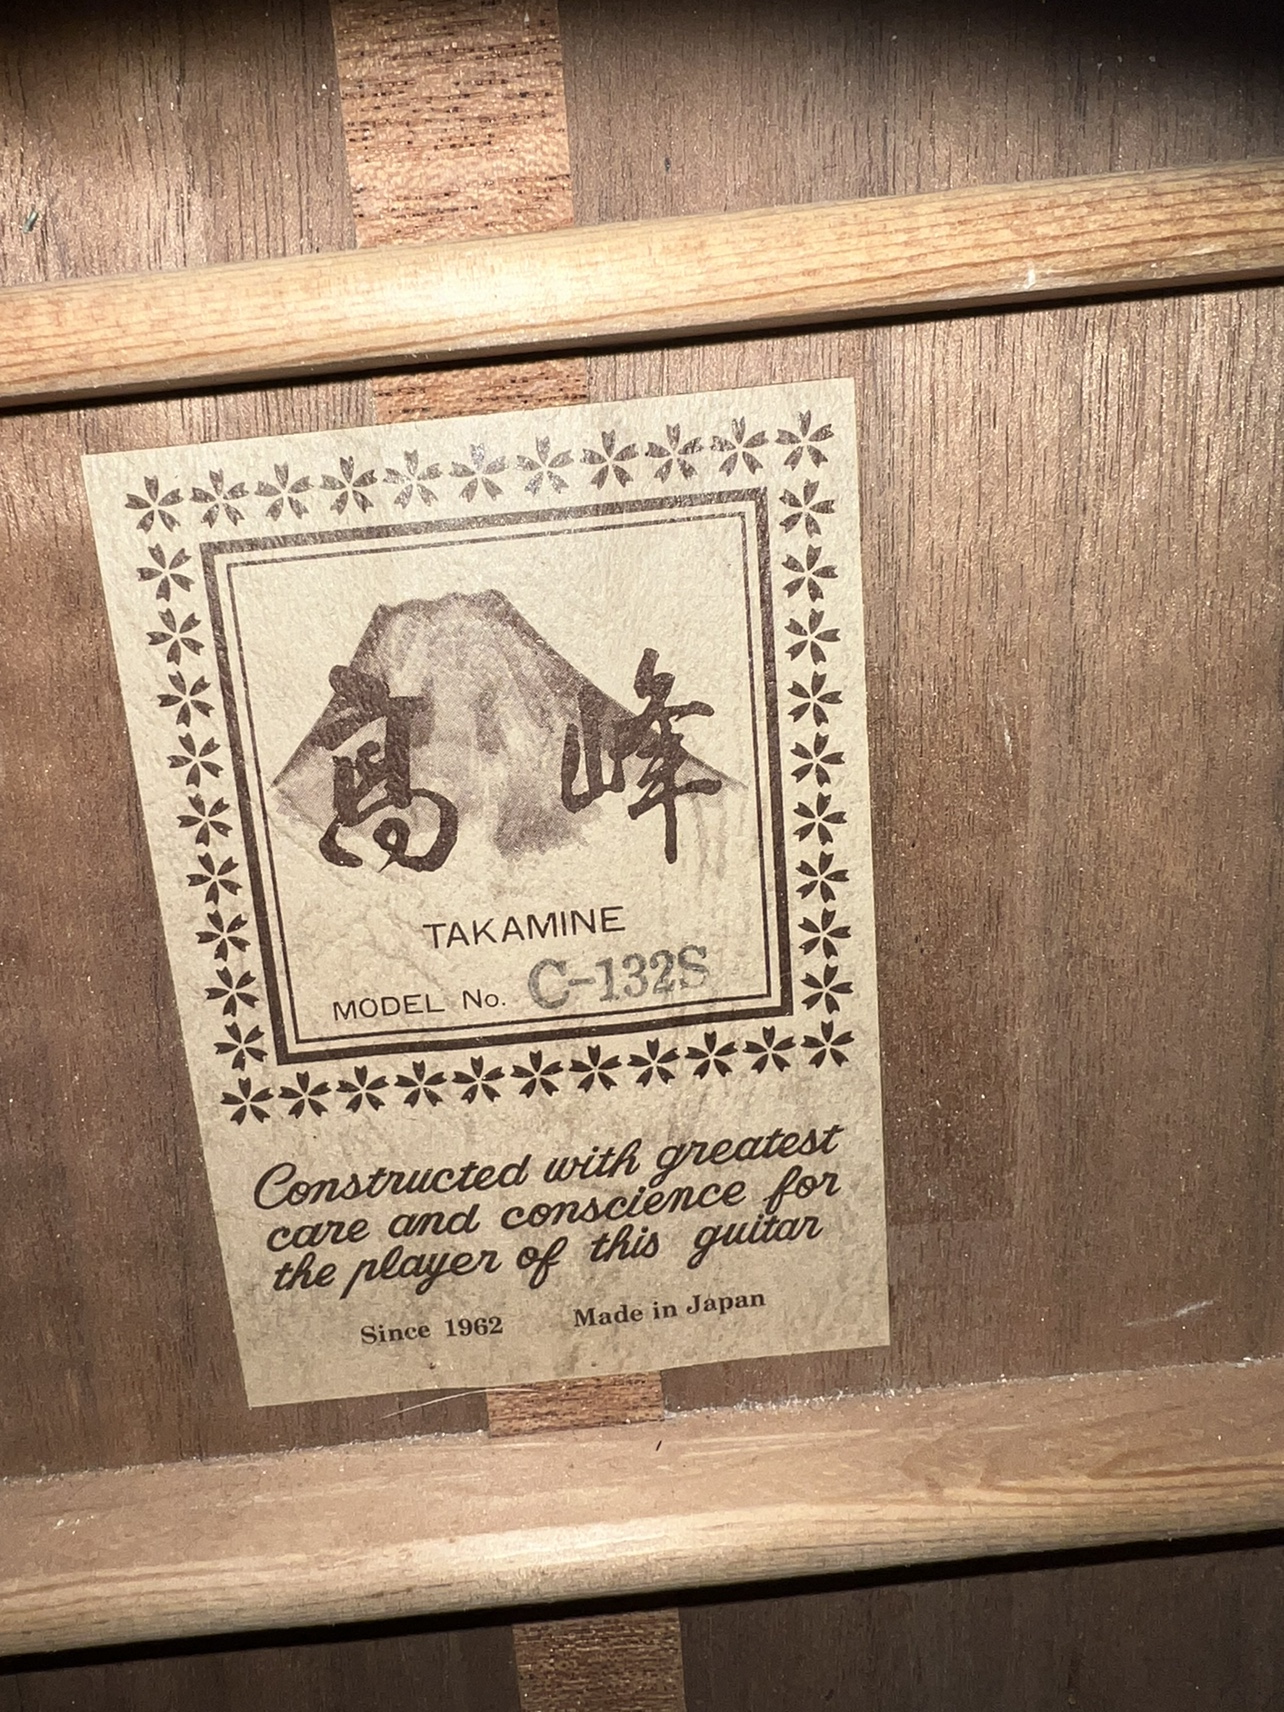 高峰
TAKAMINE
MODEL No. C-132S
Constructed with greatest
care and conscience for
the player of this guitar
Since 1962 Made in Japan